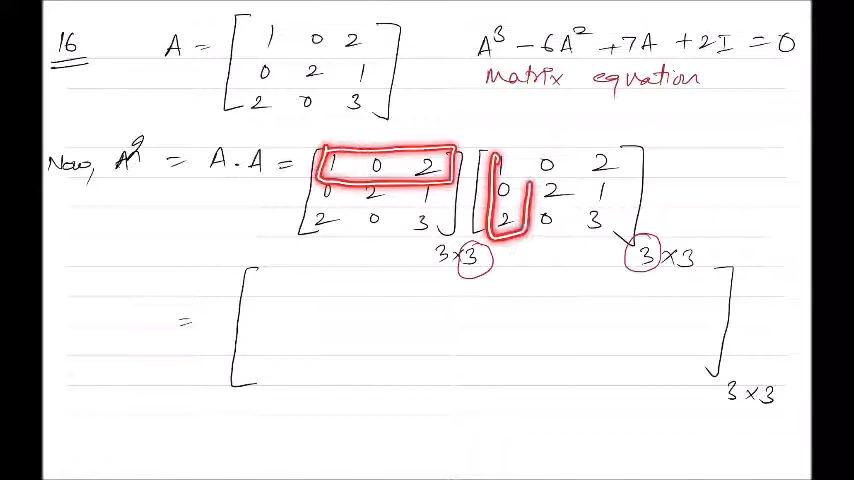 16 A = [ 1 0 2 A³ - 6A² + 7A + 2I = 0
0 2 1 matrix equation
2 0 3 ]
Now, A² = A . A = [ 1 0 2 [ 1 0 2
0 2 1 0 2 1
2 0 3 ] 2 0 3 ]
3×3 3×3
= [ ]
3×3